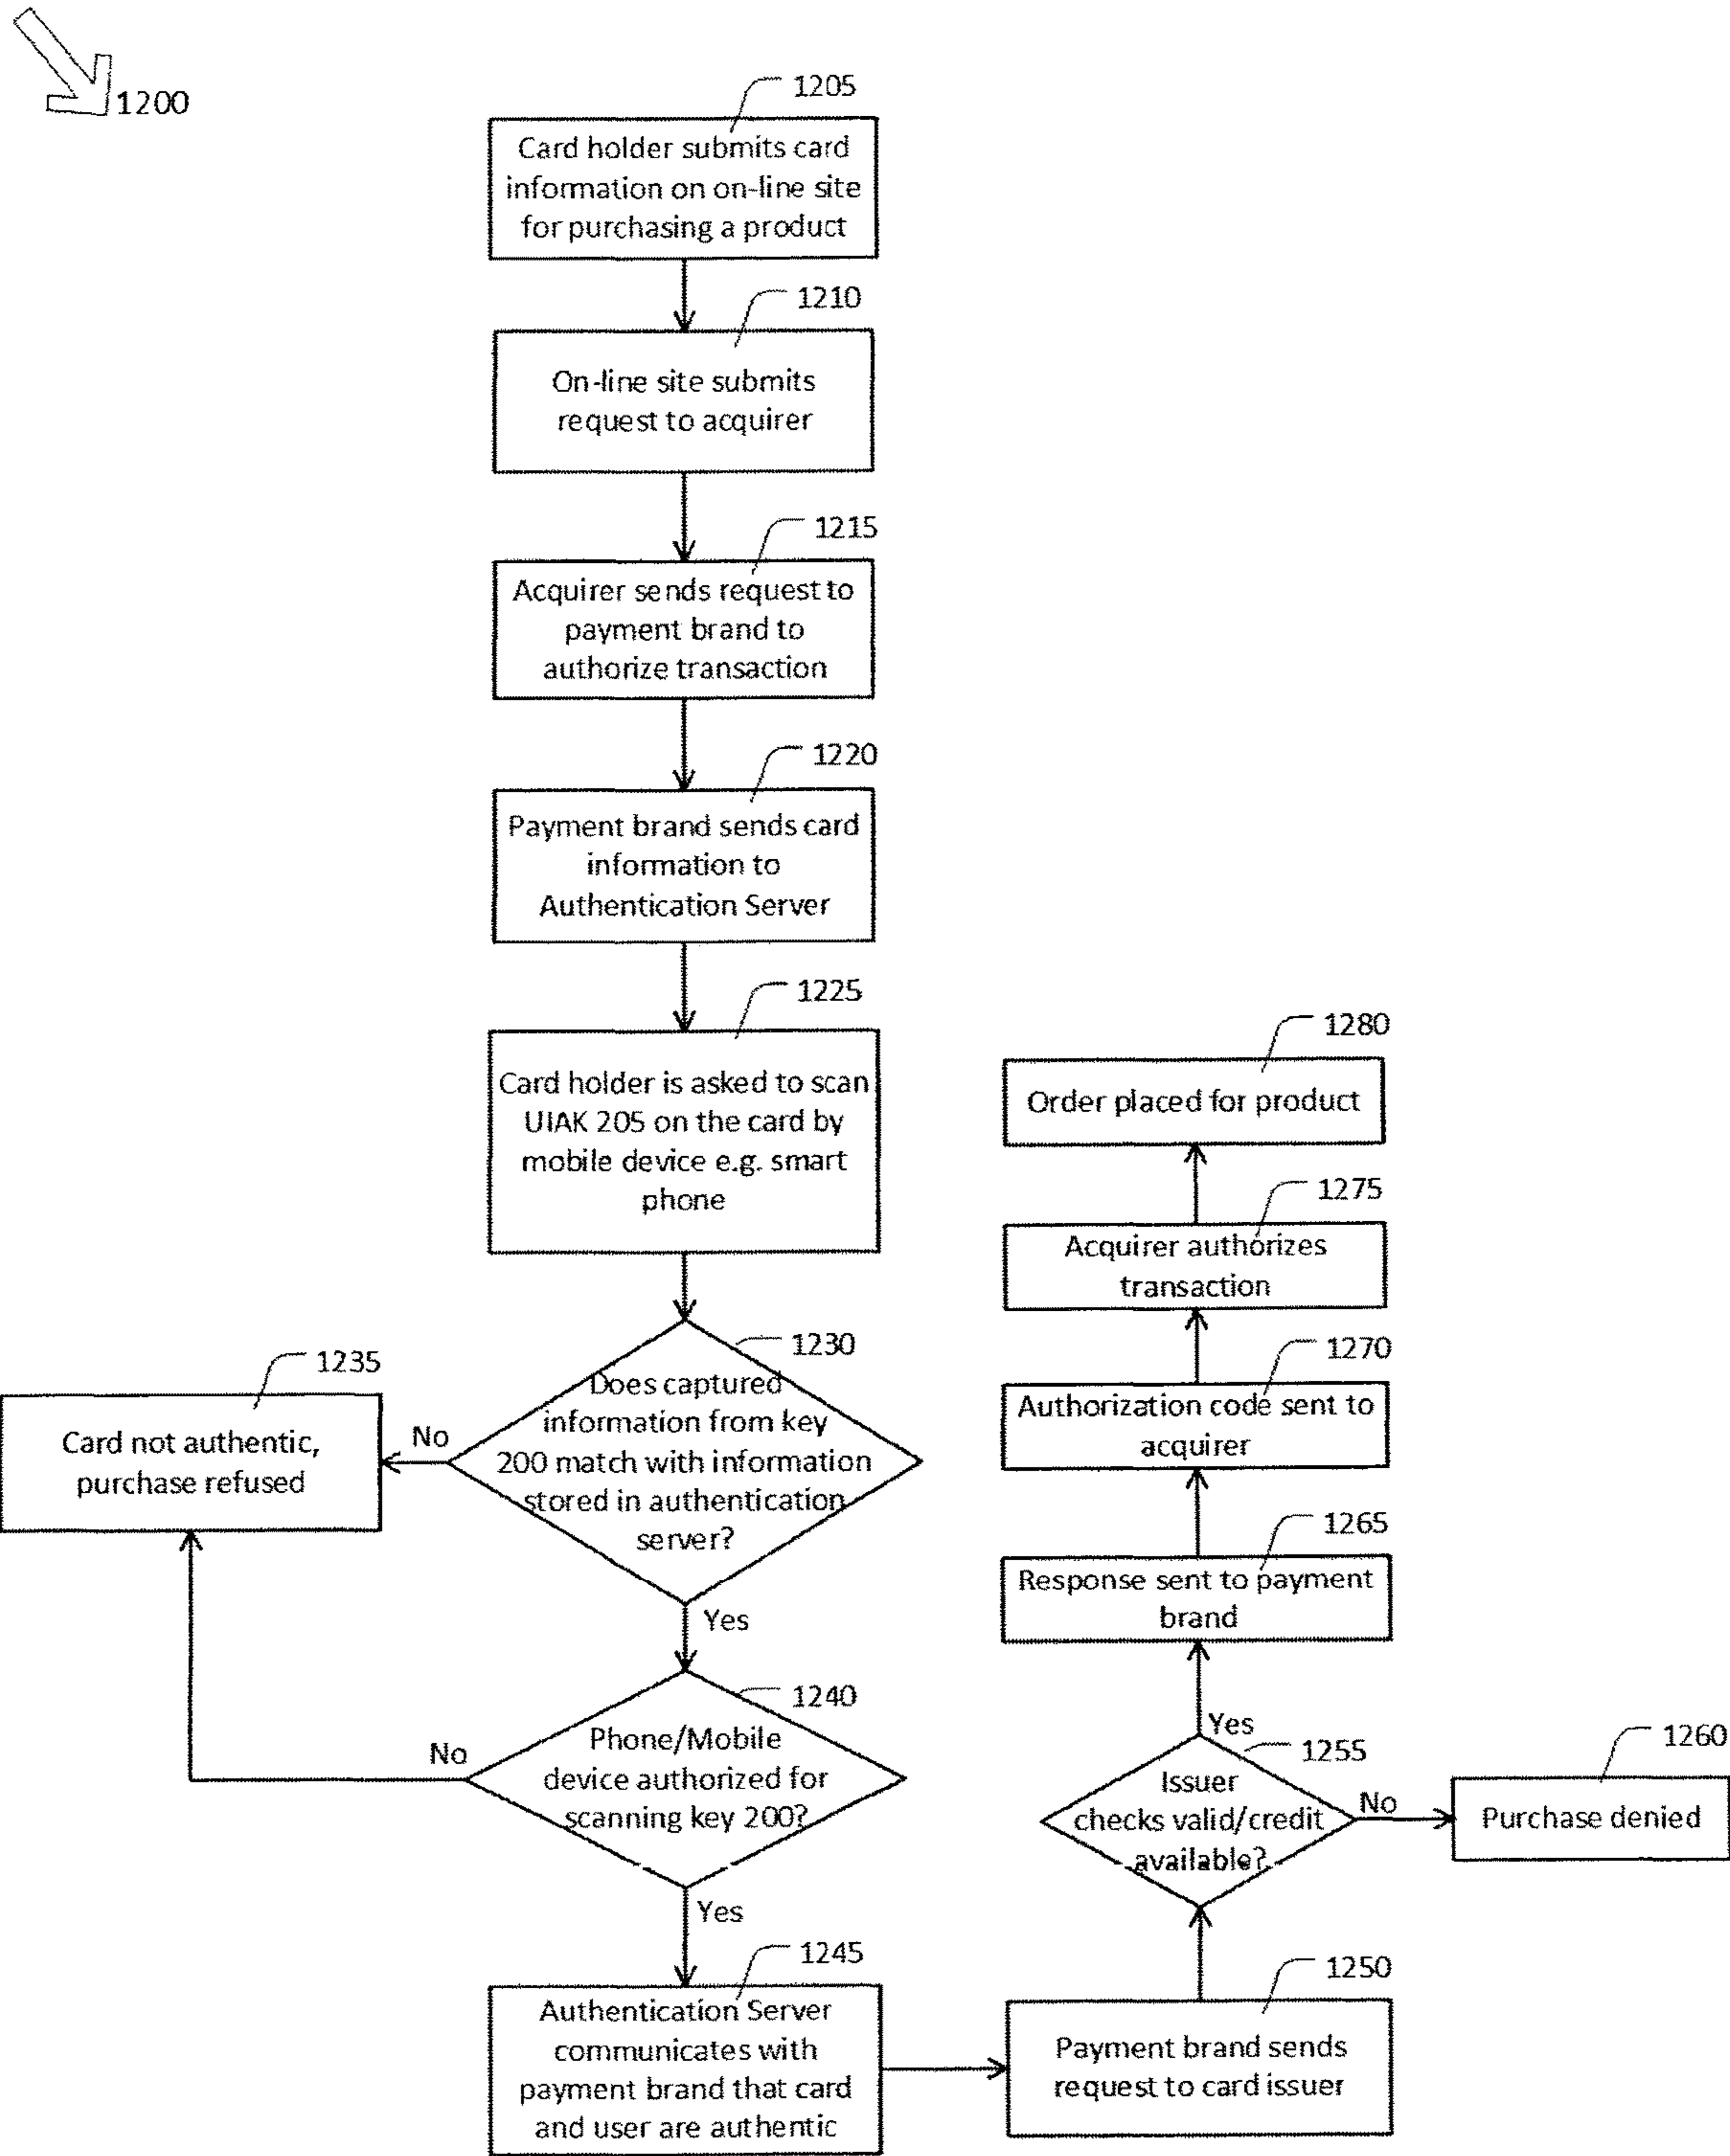 1200
1205
Card holder submits card
information on on-line site
for purchasing a product
1210
On-line site submits
request to acquirer
1215
Acquirer sends request to
payment brand to
authorize transaction
1220
Payment brand sends card
information to
Authentication Server
1225
Card holder is asked to scan
UIAK 205 on the card by
mobile device e.g. smart
phone
1230
Does captured
information from key
200 match with information
stored in authentication
server?
No
1235
Card not authentic,
purchase refused
Yes
1240
Phone/Mobile
device authorized for
scanning key 200?
No
Yes
1245
Authentication Server
communicates with
payment brand that card
and user are authentic
1250
Payment brand sends
request to card issuer
1255
Issuer
checks valid/credit
available?
No
1260
Purchase denied
Yes
1265
Response sent to payment
brand
1270
Authorization code sent to
acquirer
1275
Acquirer authorizes
transaction
1280
Order placed for product